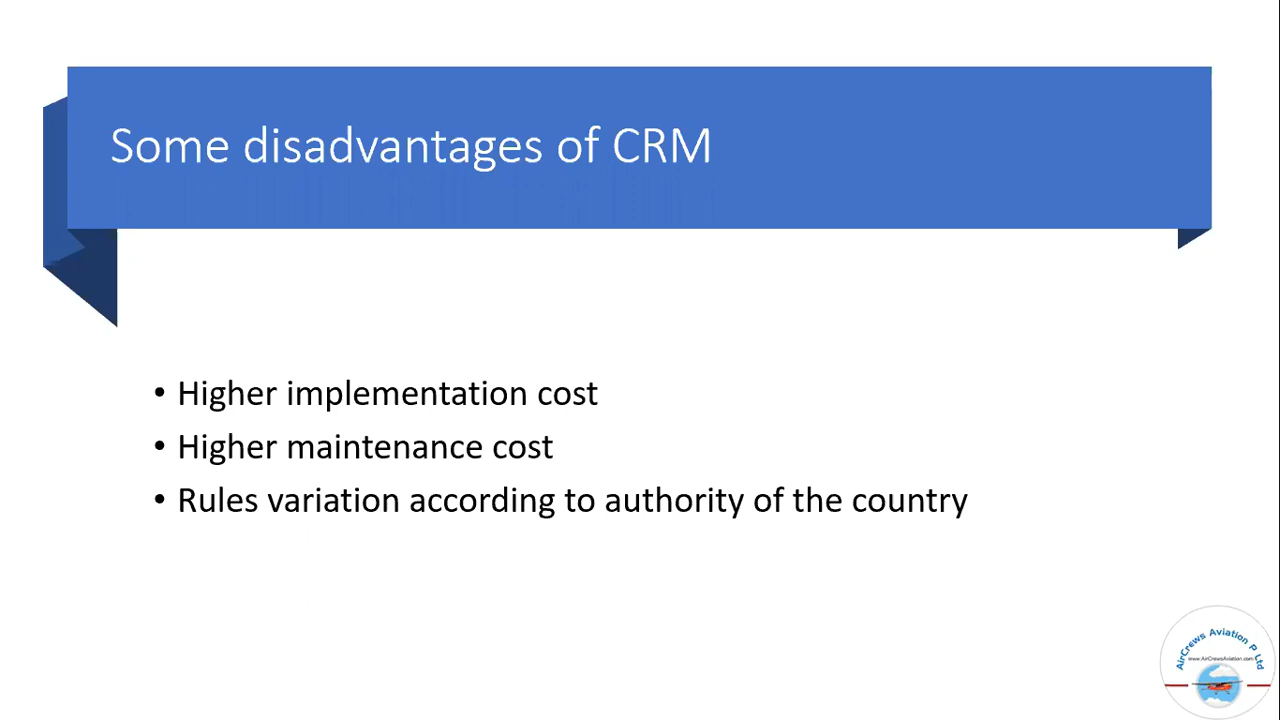 Some disadvantages of CRM
• Higher implementation cost
• Higher maintenance cost
• Rules variation according to authority of the country
AirCrews Aviation P Ltd
www.AirCrewsAviation.com